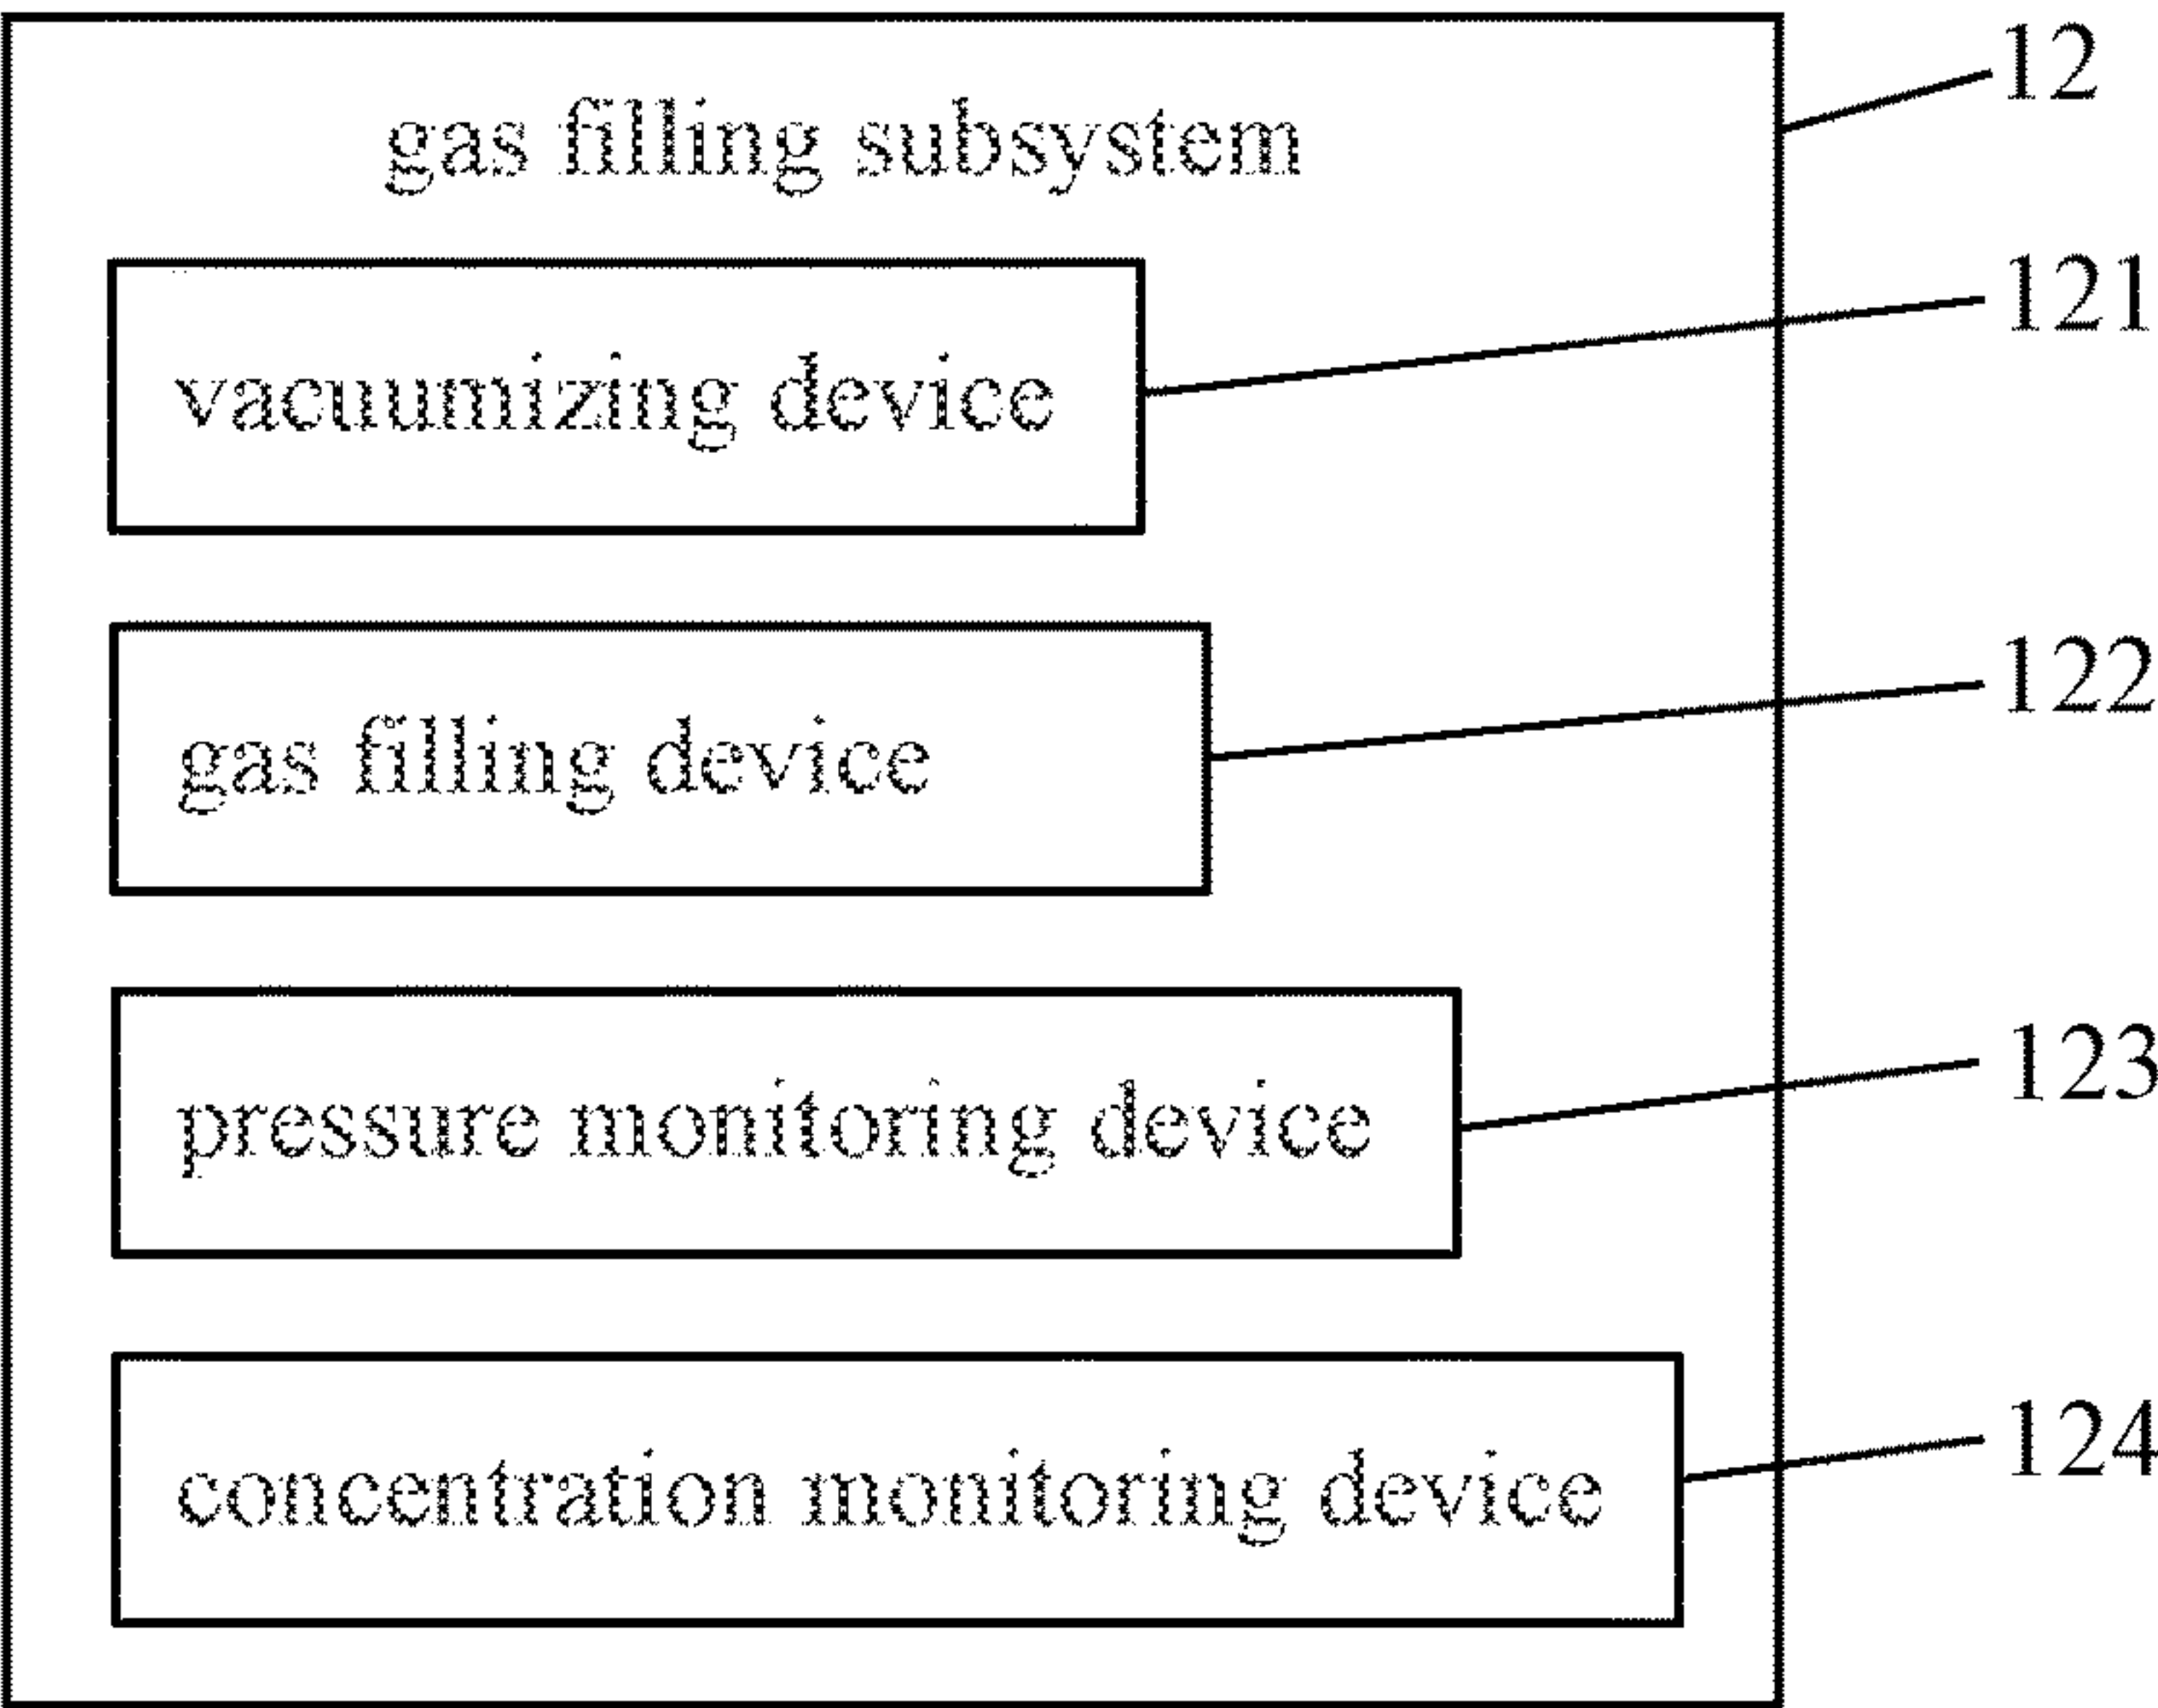 12
gas filling subsystem
121
vacuumizing device
122
gas filling device
123
pressure monitoring device
124
concentration monitoring device